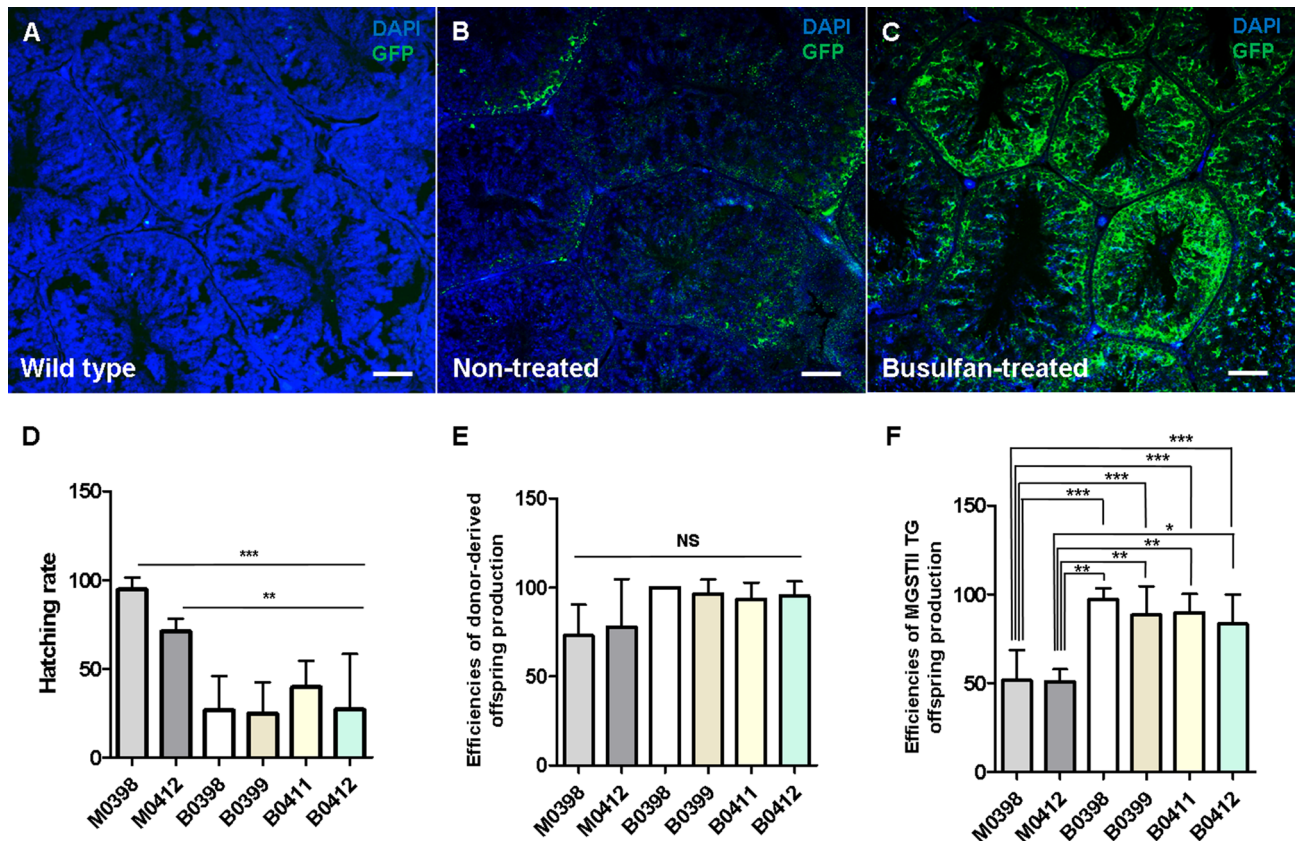 A
DAPI
GFP
Wild type
B
DAPI
GFP
Non-treated
C
DAPI
GFP
Busulfan-treated
D
Hatching rate
150
100
50
0
***
**
M0398
M0412
B0398
B0399
B0411
B0412
E
Efficiencies of donor-derived
offspring production
150
100
50
0
NS
M0398
M0412
B0398
B0399
B0411
B0412
F
Efficiencies of MGSTII TG
offspring production
150
100
50
0
***
***
***
***
*
**
**
**
M0398
M0412
B0398
B0399
B0411
B0412